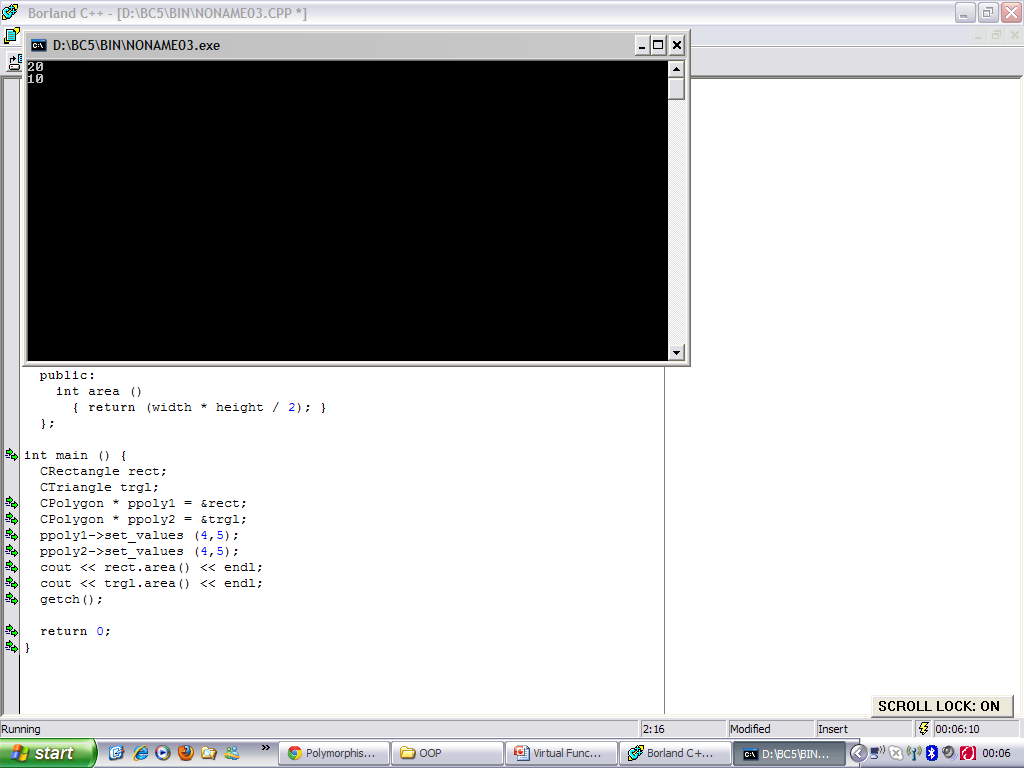 Borland C++ - [D:\BC5\BIN\NONAME03.CPP *]
D:\BC5\BIN\NONAME03.exe
20
10
public:
int area ()
{ return (width * height / 2); }
};
int main () {
CRectangle rect;
CTriangle trgl;
CPolygon * ppoly1 = &rect;
CPolygon * ppoly2 = &trgl;
ppoly1->set_values (4,5);
ppoly2->set_values (4,5);
cout << rect.area() << endl;
cout << trgl.area() << endl;
getch();
return 0;
}
SCROLL LOCK: ON
Running
2:16
Modified
Insert
00:06:10
start
Polymorphis...
OOP
Virtual Func...
Borland C+...
D:\BC5\BIN...
00:06